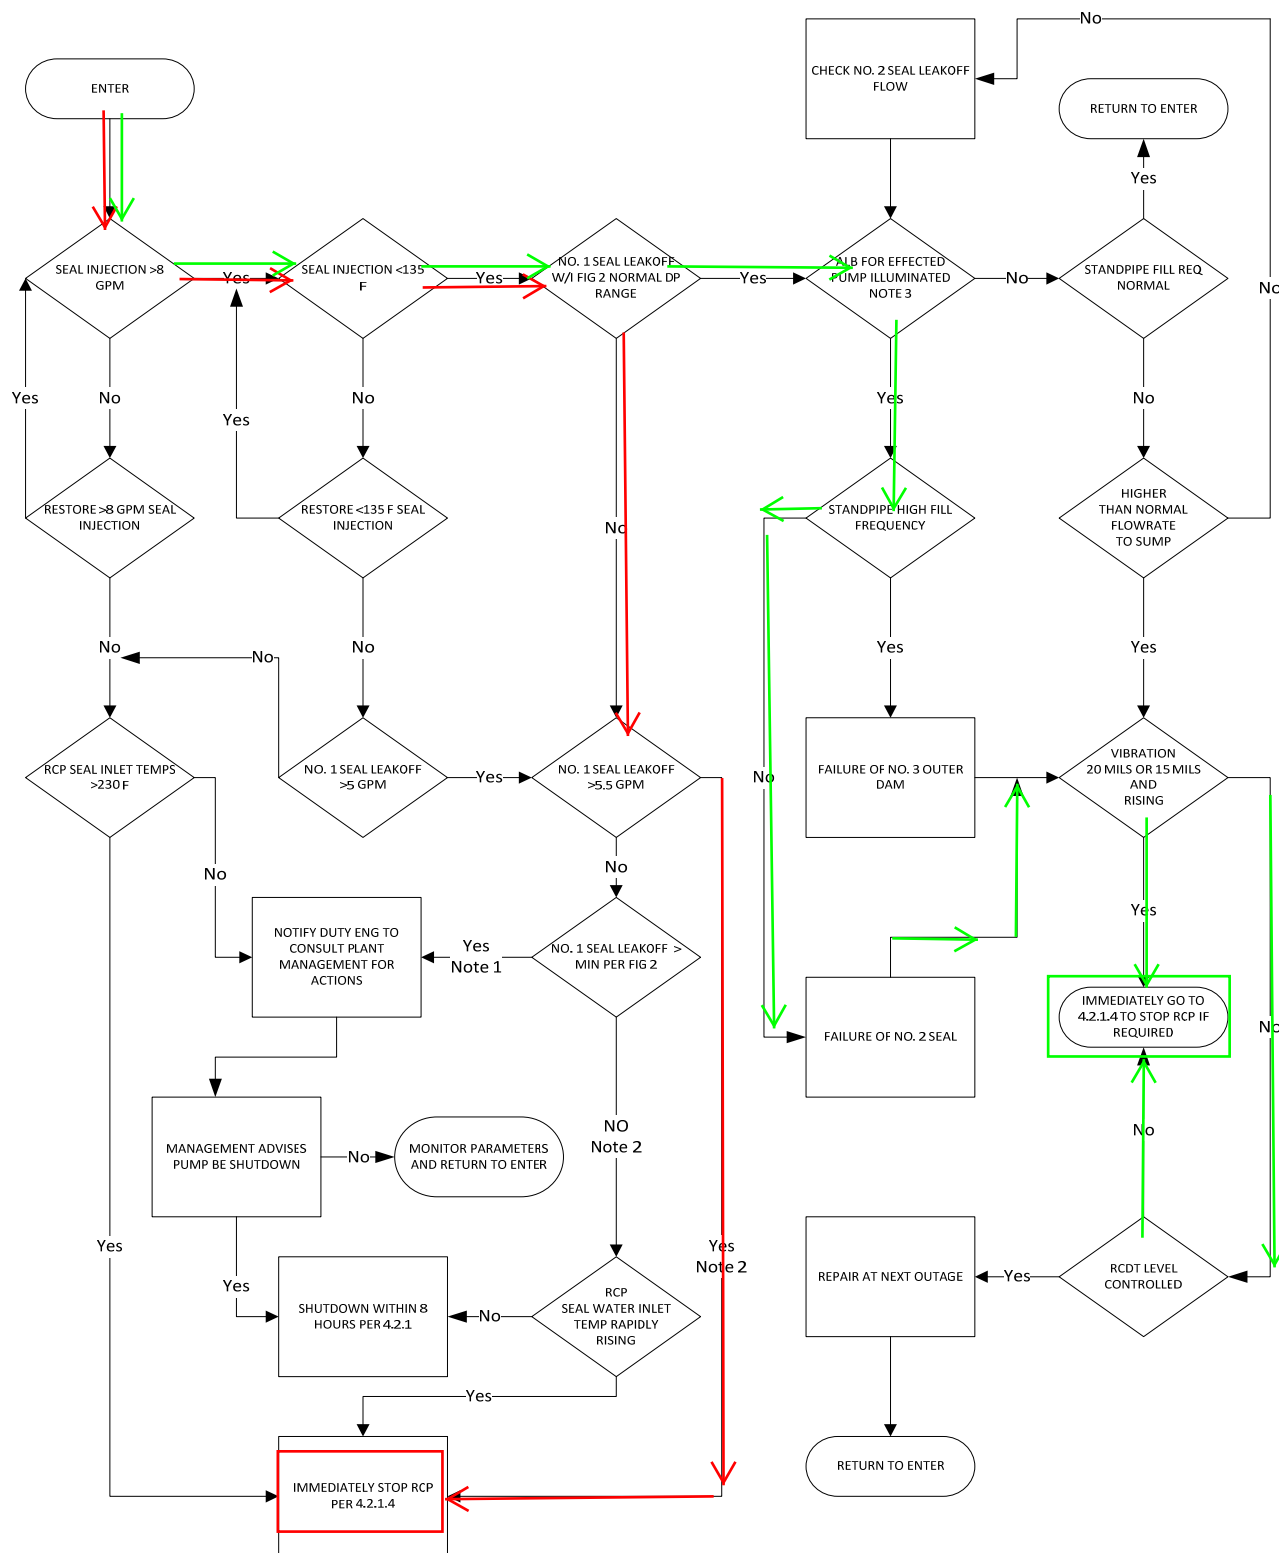 No
CHECK NO. 2 SEAL LEAKOFF
FLOW
ENTER
RETURN TO ENTER
Yes
SEAL INJECTION >8
GPM
Yes
SEAL INJECTION <135
F
Yes
NO. 1 SEAL LEAKOFF
W/I FIG 2 NORMAL DP
RANGE
Yes
ALB FOR EFFECTED
PUMP ILLUMINATED
NOTE 3
No
STANDPIPE FILL REQ
NORMAL
No
Yes
No
Yes
No
Yes
No
RESTORE >8 GPM SEAL
INJECTION
RESTORE <135 F SEAL
INJECTION
No
STANDPIPE HIGH FILL
FREQUENCY
HIGHER
THAN NORMAL
FLOWRATE
TO SUMP
No
No
No
Yes
Yes
RCP SEAL INLET TEMPS
>230 F
NO. 1 SEAL LEAKOFF
>5 GPM
Yes
NO. 1 SEAL LEAKOFF
>5.5 GPM
No
FAILURE OF NO. 3 OUTER
DAM
VIBRATION
20 MILS OR 15 MILS
AND
RISING
No
No
Yes
NOTIFY DUTY ENG TO
CONSULT PLANT
MANAGEMENT FOR
ACTIONS
Yes
Note 1
NO. 1 SEAL LEAKOFF >
MIN PER FIG 2
FAILURE OF NO. 2 SEAL
IMMEDIATELY GO TO
4.2.1.4 TO STOP RCP IF
REQUIRED
No
MANAGEMENT ADVISES
PUMP BE SHUTDOWN
No
MONITOR PARAMETERS
AND RETURN TO ENTER
NO
Note 2
No
Yes
Yes
Note 2
Yes
SHUTDOWN WITHIN 8
HOURS PER 4.2.1
No
RCP
SEAL WATER INLET
TEMP RAPIDLY
RISING
REPAIR AT NEXT OUTAGE
Yes
RCDT LEVEL
CONTROLLED
Yes
IMMEDIATELY STOP RCP
PER 4.2.1.4
RETURN TO ENTER